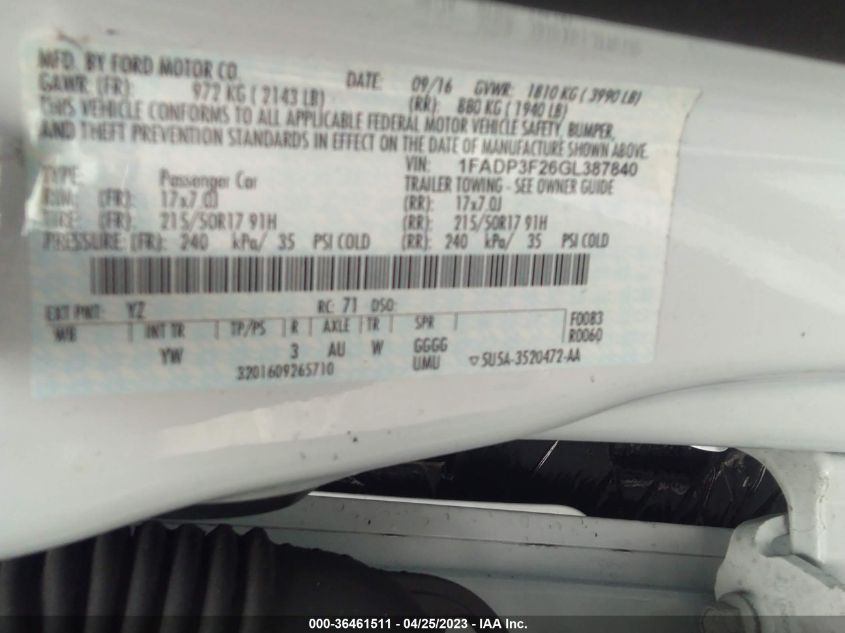 MFD. BY FORD MOTOR CO.
DATE: 09/16 GVWR: 1810 KG ( 3990 LB)
GAWR (FR): 972 KG ( 2143 LB) (RR): 880 KG ( 1940 LB)
THIS VEHICLE CONFORMS TO ALL APPLICABLE FEDERAL MOTOR VEHICLE SAFETY, BUMPER,
AND THEFT PREVENTION STANDARDS IN EFFECT ON THE DATE OF MANUFACTURE SHOWN ABOVE.
VIN: 1FADP3F26GL387840
TYPE: Passenger Car TRAILER TOWING - SEE OWNER GUIDE
RIM: (FR): 17x7.0J (RR): 17x7.0J
TIRE: (FR): 215/50R17 91H (RR): 215/50R17 91H
PRESSURE: (FR): 240 kPa/ 35 PSI COLD (RR): 240 kPa/ 35 PSI COLD
EXT PNT: YZ RC: 71 DSO:
WB INT TR TP/PS R AXLE TR SPR F0083
YW 3 AU W GGGG R0060
3201609265710 UMU ▽SU5A-3520472-AA
000-36461511 - 04/25/2023 - IAA Inc.